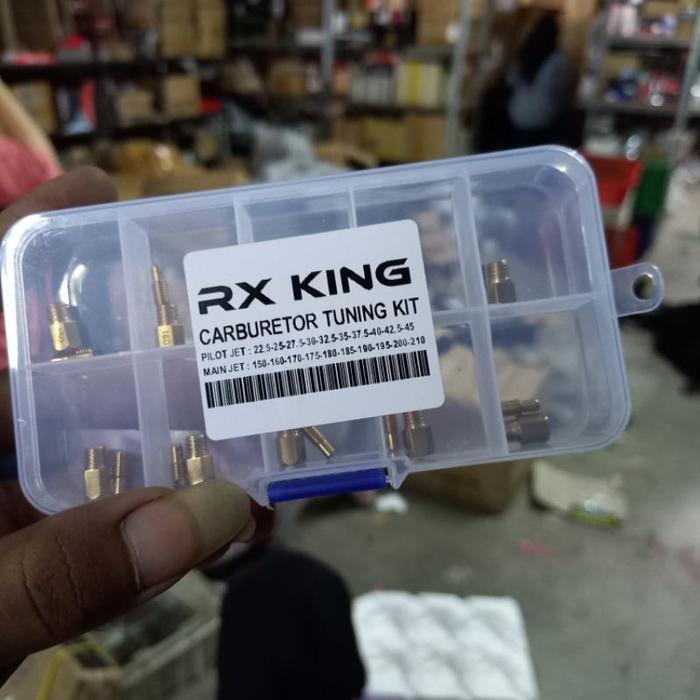 RX KING
CARBURETOR TUNING KIT
PILOT JET : 22.5-25-27.5-30-32.5-35-37.5-40-42.5-45
MAIN JET : 150-160-170-175-180-185-190-195-200-210